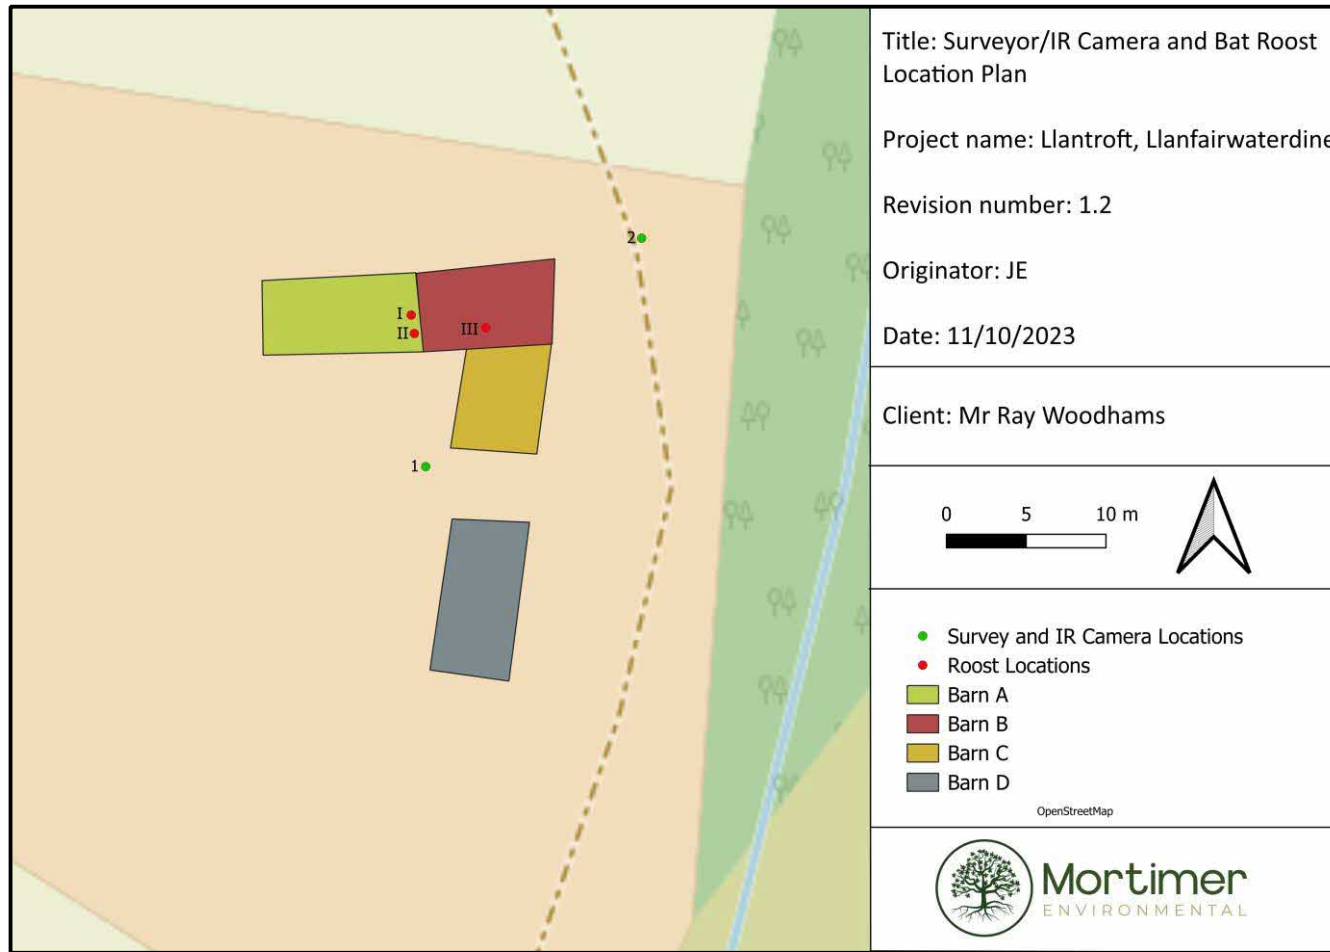 Title: Surveyor/IR Camera and Bat Roost
Location Plan
Project name: Llantroft, Llanfairwaterdine
Revision number: 1.2
Originator: JE
Date: 11/10/2023
Client: Mr Ray Woodhams
0 5 10 m
Survey and IR Camera Locations
Roost Locations
Barn A
Barn B
Barn C
Barn D
OpenStreetMap
Mortimer
ENVIRONMENTAL
2
I
II
III
1